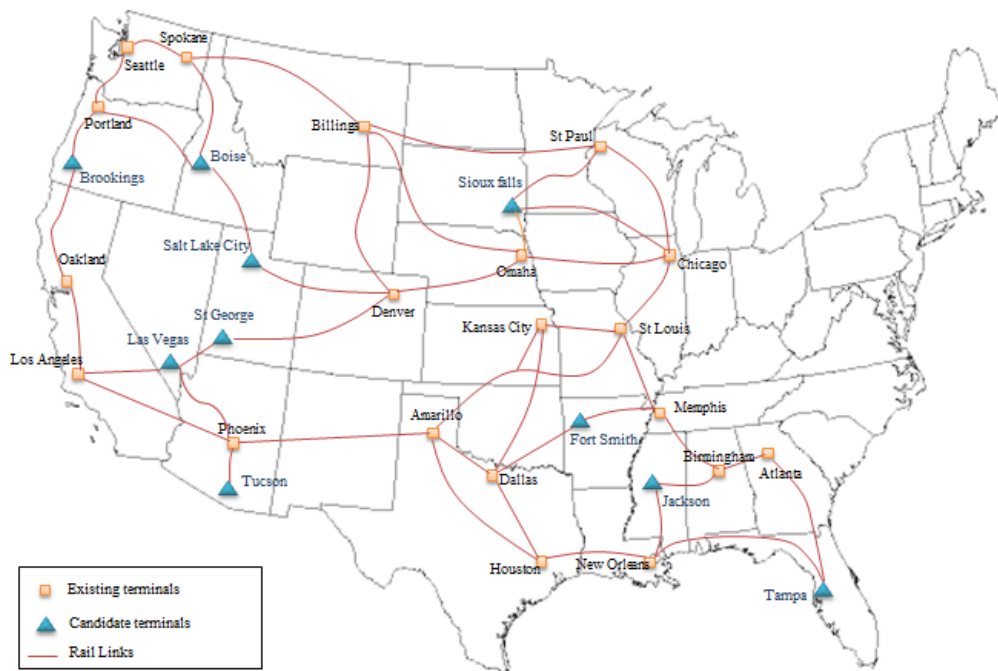 Spokane
Seattle
Portland
Billings
St Paul
Boise
Brookings
Sioux falls
Salt Lake City
Oakland
Omaha
Chicago
Denver
St George
Kansas City
St Louis
Las Vegas
Los Angeles
Amarillo
Memphis
Phoenix
Fort Smith
Birmingham
Atlanta
Tucson
Dallas
Jackson
Houston
New Orleans
Tampa
Existing terminals
Candidate terminals
Rail Links